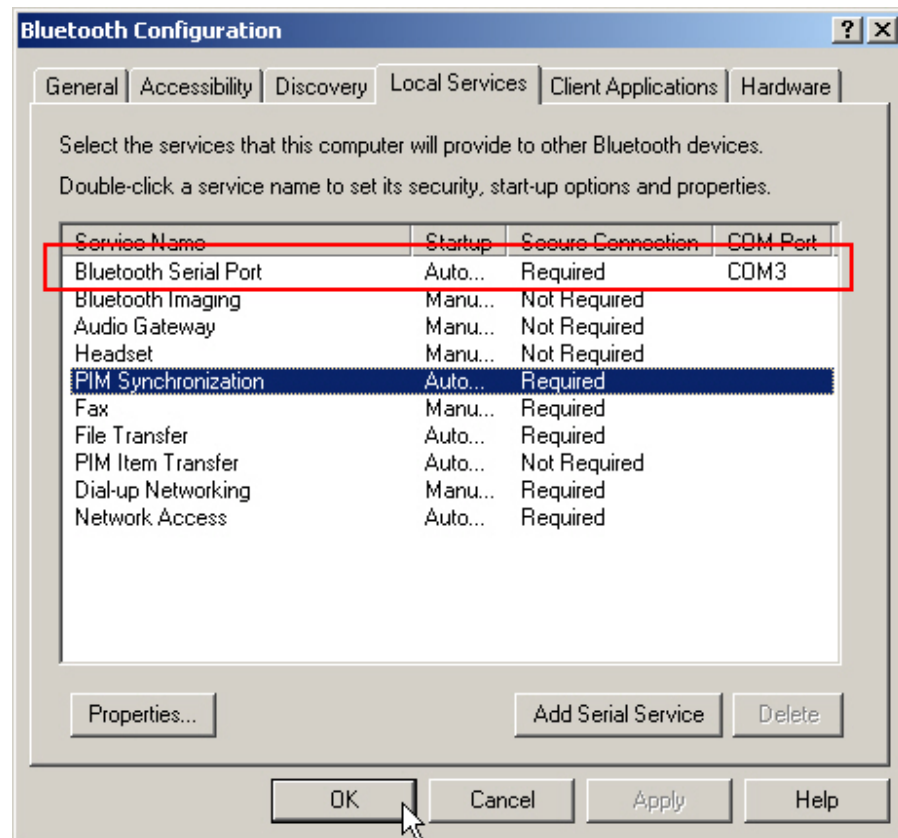 Bluetooth Configuration
General Accessibility Discovery Local Services Client Applications Hardware
Select the services that this computer will provide to other Bluetooth devices.
Double-click a service name to set its security, start-up options and properties.
Service Name Startup Secure Connection COM Port
Bluetooth Serial Port Auto... Required COM3
Bluetooth Imaging Manu... Not Required
Audio Gateway Manu... Not Required
Headset Manu... Not Required
PIM Synchronization Auto... Required
Fax Manu... Required
File Transfer Auto... Required
PIM Item Transfer Auto... Not Required
Dial-up Networking Manu... Required
Network Access Auto... Required
Properties... Add Serial Service Delete
OK Cancel Apply Help